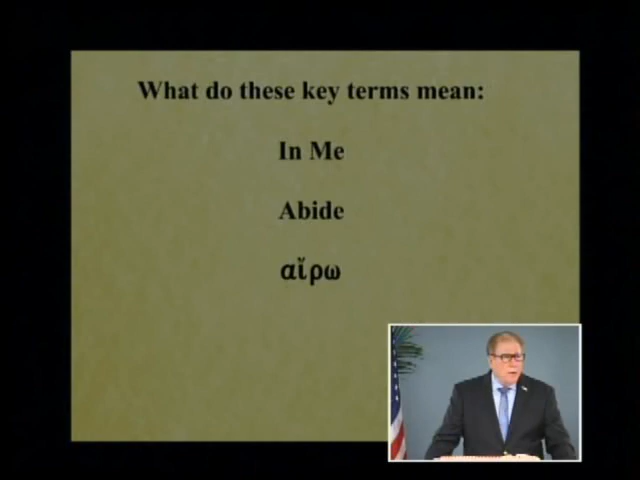 What do these key terms mean:
In Me
Abide
αἴρω